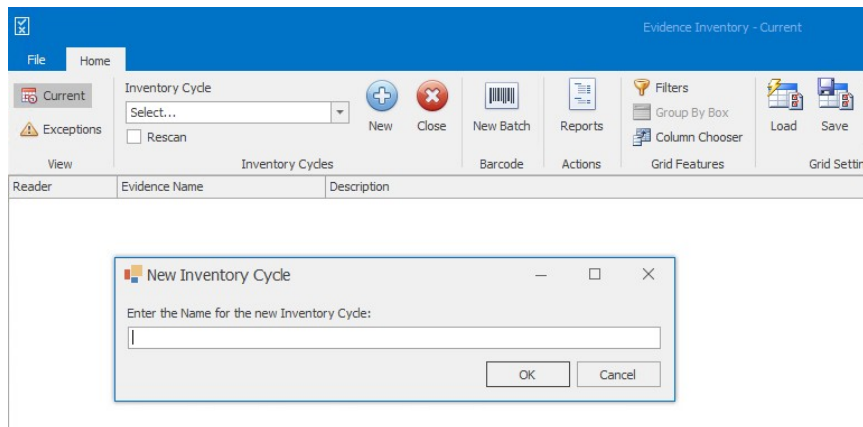 Evidence Inventory - Current
File Home
Inventory Cycle
Current
Select...
Exceptions
Rescan
New
Close
New Batch
Reports
Filters
Group By Box
Column Chooser
Load
Save
View
Inventory Cycles
Barcode
Actions
Grid Features
Grid Settin
Reader Evidence Name Description
New Inventory Cycle
Enter the Name for the new Inventory Cycle:
OK Cancel